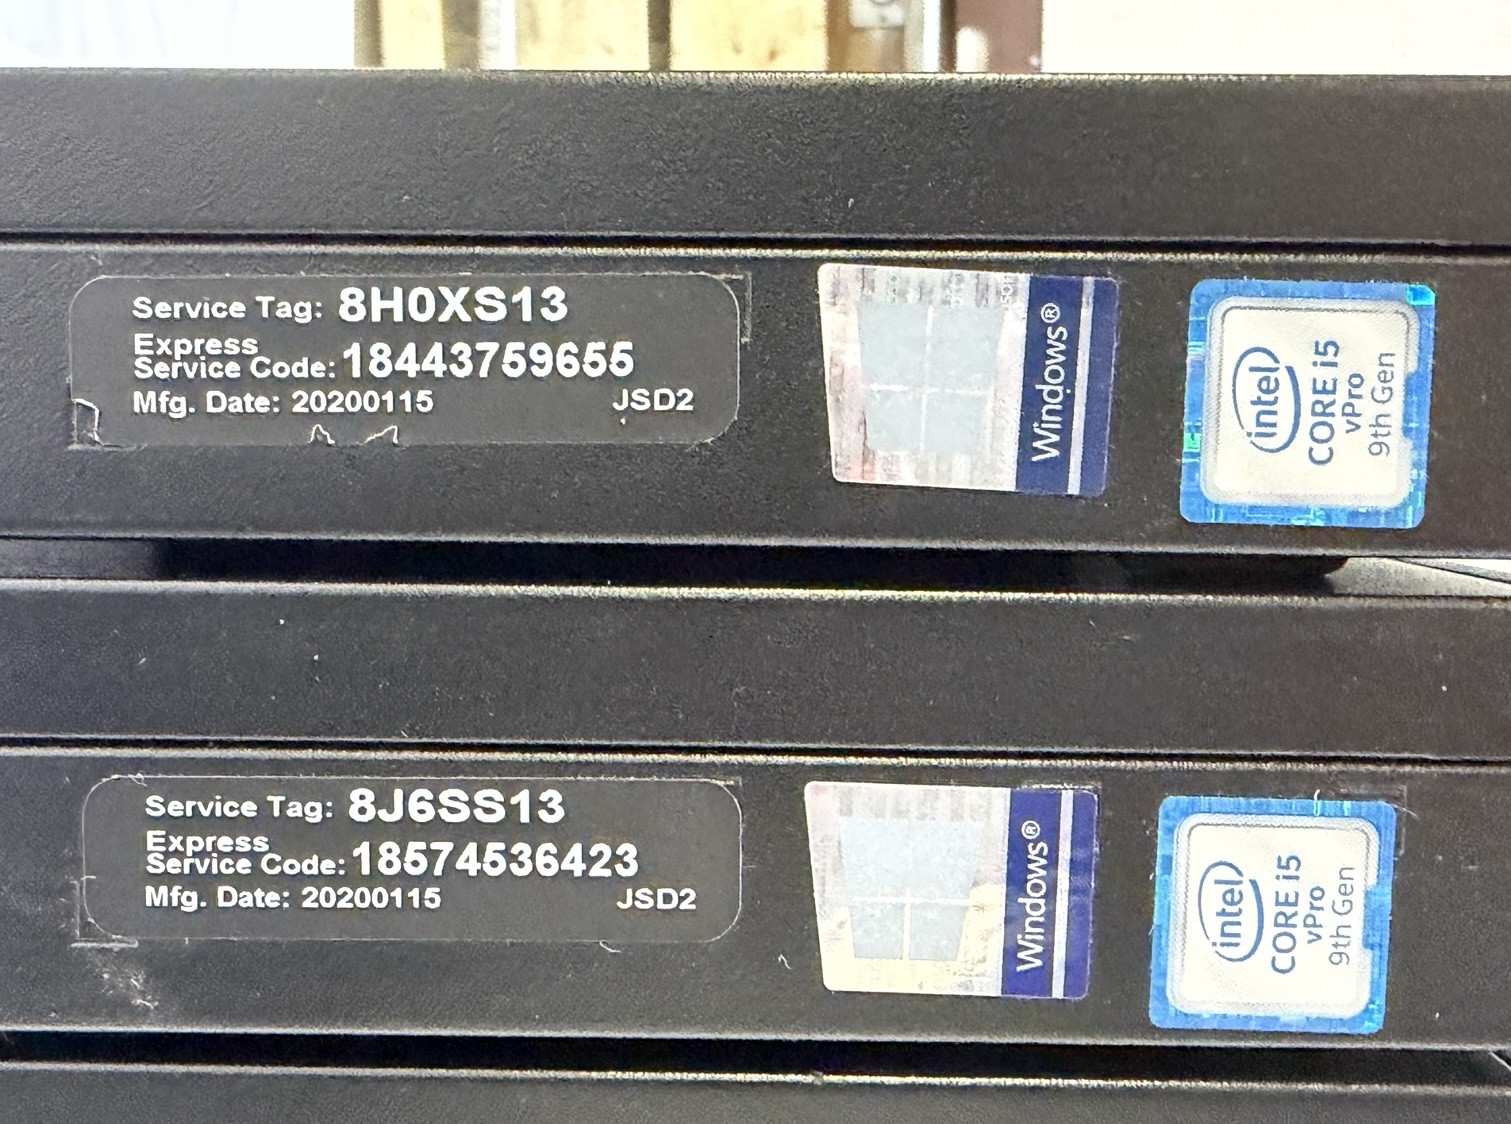 Service Tag: 8H0XS13
Express
Service Code: 18443759655
Mfg. Date: 20200115 JSD2
Windows®
intel
CORE i5
vPro
9th Gen
Service Tag: 8J6SS13
Express
Service Code: 18574536423
Mfg. Date: 20200115 JSD2
Windows®
intel
CORE i5
vPro
9th Gen